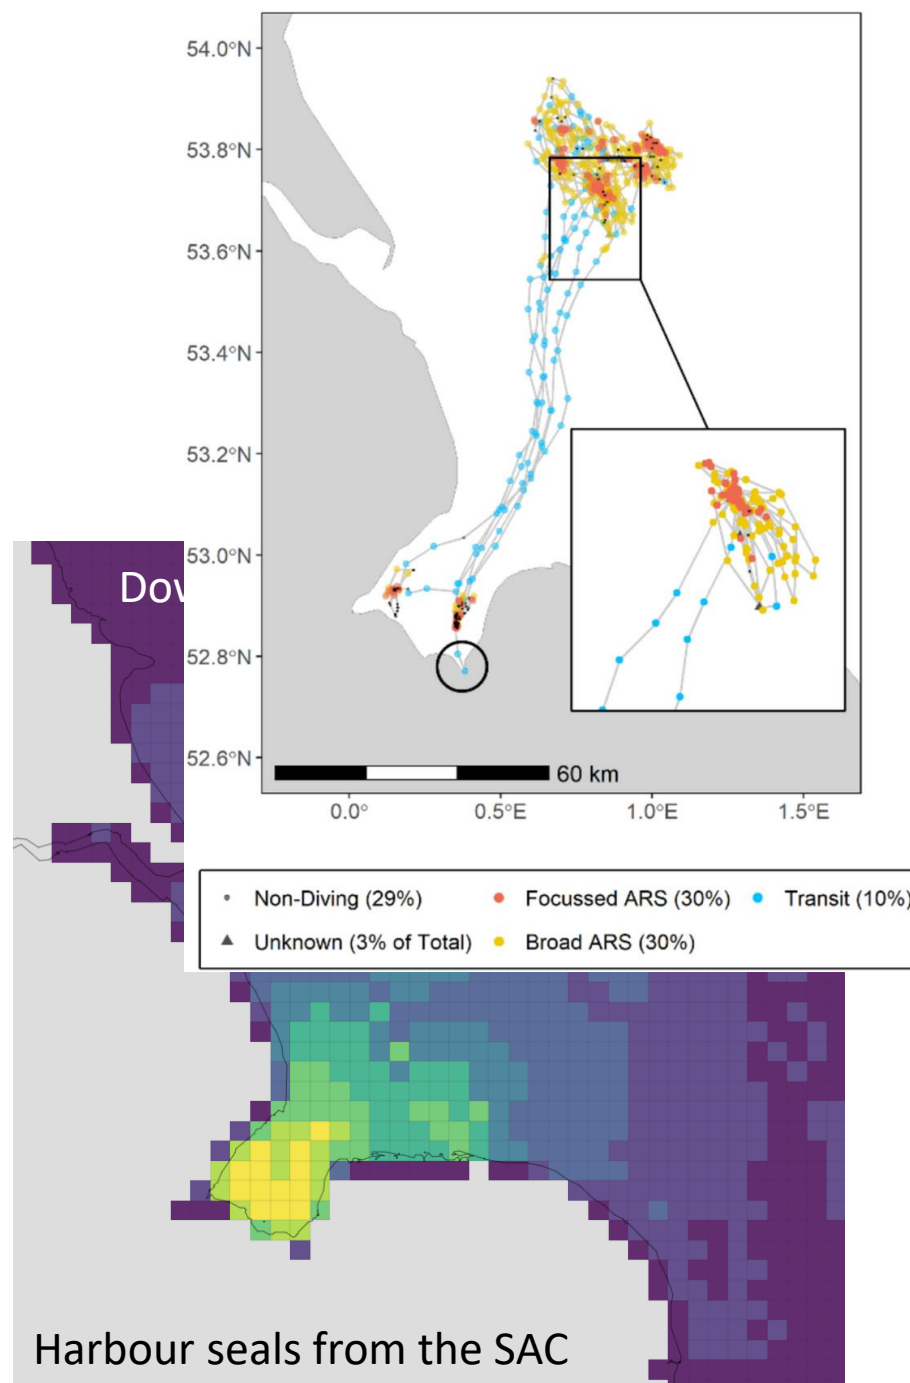 54.0°N
53.8°N
53.6°N
53.4°N
53.2°N
53.0°N
52.8°N
52.6°N
60 km
0.0° 0.5°E 1.0°E 1.5°E
Non-Diving (29%) Focussed ARS (30%) Transit (10%)
Unknown (3% of Total) Broad ARS (30%)
Harbour seals from the SAC